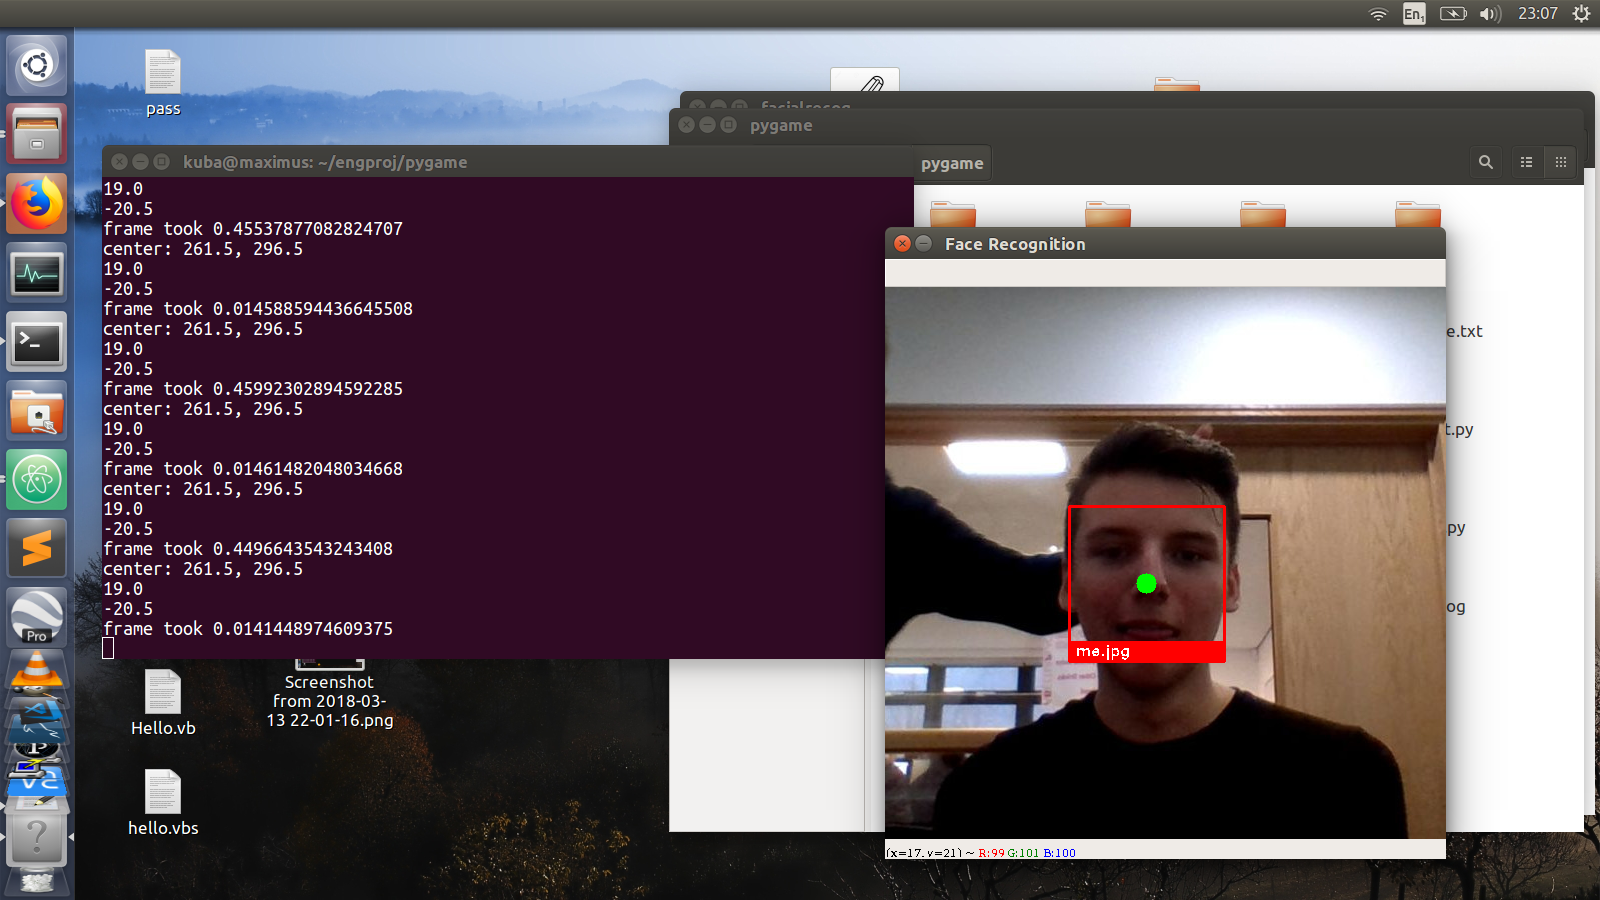 En1
23:07
pass
facialrecog
pygame
kuba@maximus: ~/engproj/pygame
pygame
19.0
-20.5
frame took 0.45537877082824707
center: 261.5, 296.5
19.0
-20.5
frame took 0.014588594436645508
center: 261.5, 296.5
19.0
-20.5
frame took 0.45992302894592285
center: 261.5, 296.5
19.0
-20.5
frame took 0.01461482048034668
center: 261.5, 296.5
19.0
-20.5
frame took 0.4496643543243408
center: 261.5, 296.5
19.0
-20.5
frame took 0.0141448974609375
Face Recognition
e.txt
t.py
py
og
me.jpg
(x=17, y=21) ~ R:99 G:101 B:100
Pro
Screenshot
from 2018-03-
13 22-01-16.png
Hello.vb
hello.vbs